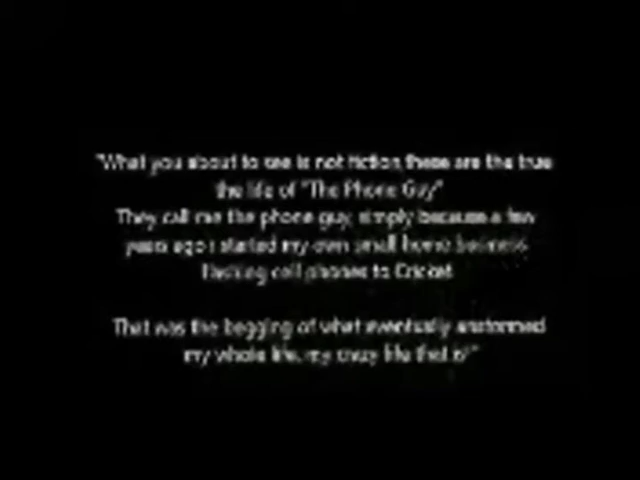 "What you about to see is not fiction these are the true
the life of "The Phone Guy"
They call me the phone guy, simply because a few
years ago i started my own small home business
flashing cell phones to Cricket
That was the begging of what eventually
my whole life, my crazy life that is"